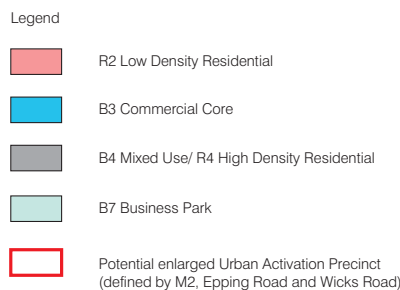 Legend
R2 Low Density Residential
B3 Commercial Core
B4 Mixed Use/ R4 High Density Residential
B7 Business Park
Potential enlarged Urban Activation Precinct
(defined by M2, Epping Road and Wicks Road)